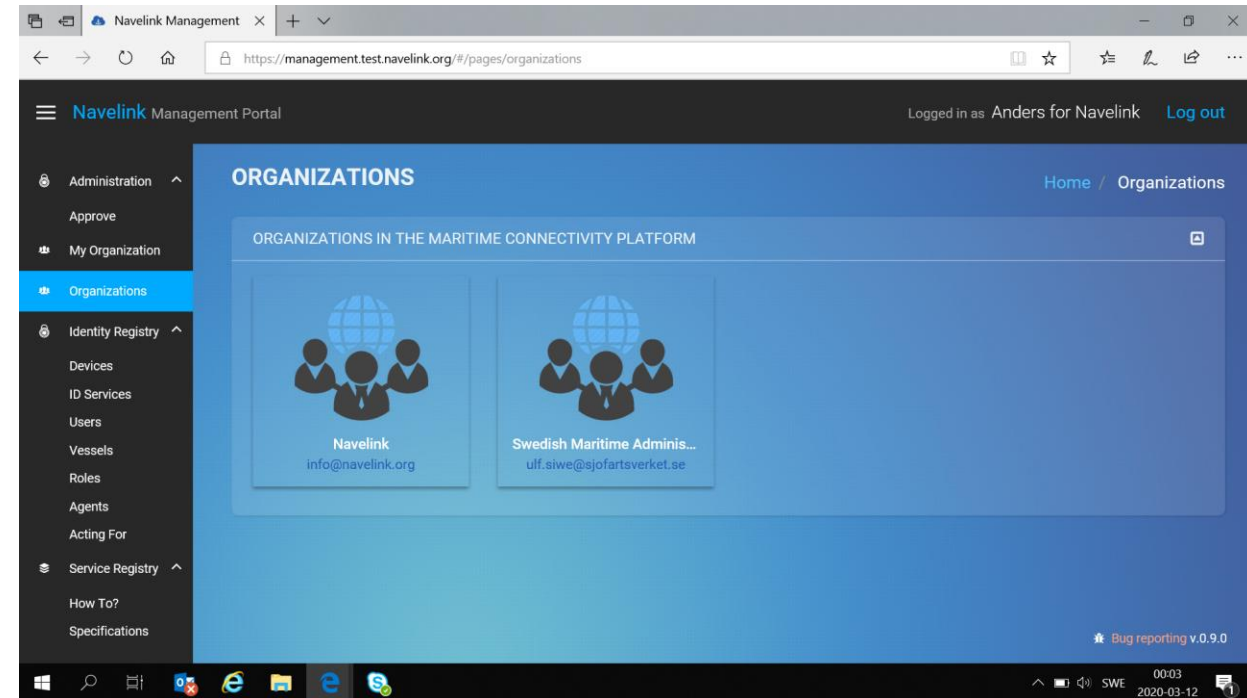 Navelink Management
https://management.test.navelink.org/#/pages/organizations
Navelink Management Portal
Logged in as Anders for Navelink Log out
Administration
Approve
My Organization
Organizations
Identity Registry
Devices
ID Services
Users
Vessels
Roles
Agents
Acting For
Service Registry
How To?
Specifications
ORGANIZATIONS
Home / Organizations
ORGANIZATIONS IN THE MARITIME CONNECTIVITY PLATFORM
Navelink
info@navelink.org
Swedish Maritime Adminis...
ulf.siwe@sjofartsverket.se
Bug reporting v.0.9.0
SWE
00:03
2020-03-12
1